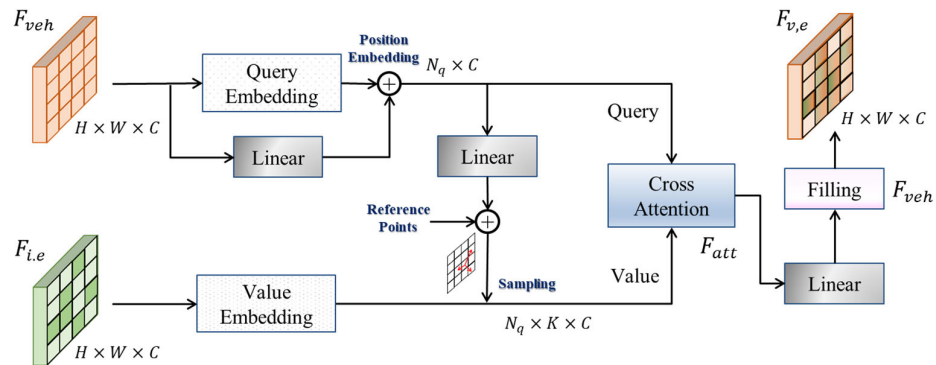 F_veh
H × W × C
Query
Embedding
Position
Embedding
N_q × C
Linear
Linear
Reference
Points
Sampling
F_i.e
H × W × C
Value
Embedding
N_q × K × C
Query
Cross
Attention
Value
F_att
Linear
Filling
F_veh
H × W × C
F_v,e